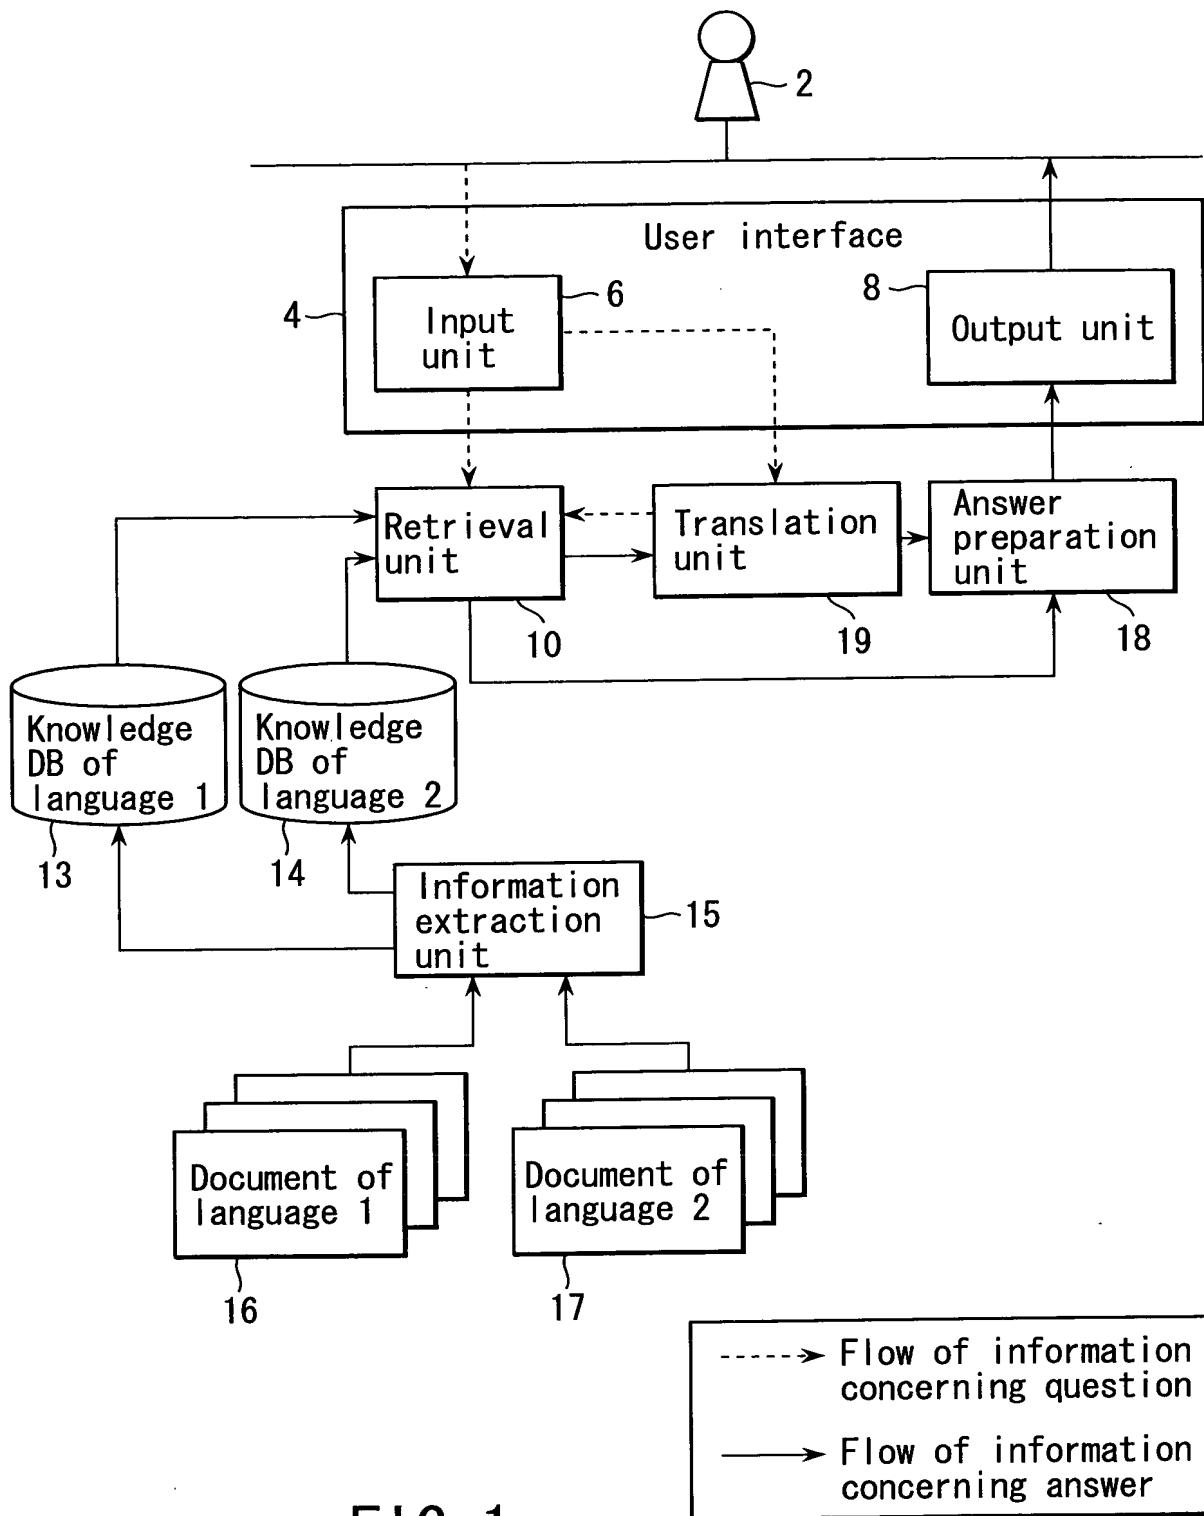 2
User interface
4
6
8
Input
unit
Output unit
Retrieval
unit
Translation
unit
Answer
preparation
unit
10
19
18
Knowledge
DB of
language 1
Knowledge
DB of
language 2
13
14
Information
extraction
unit
15
Document of
language 1
Document of
language 2
16
17
Flow of information
concerning question
Flow of information
concerning answer
FIG. 1